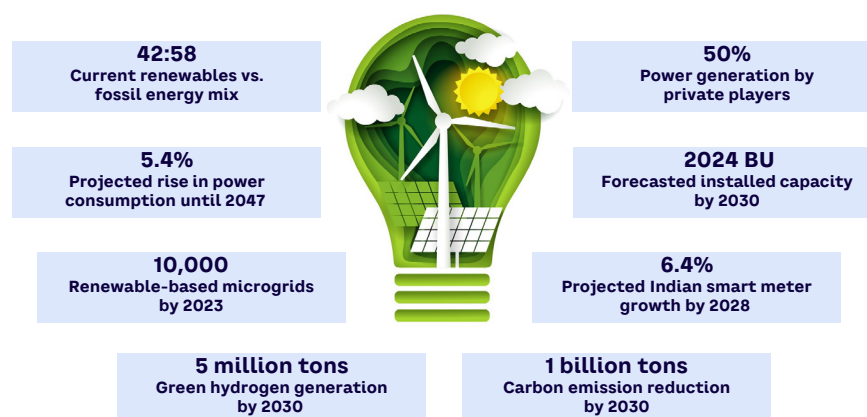 42:58
Current renewables vs.
fossil energy mix
50%
Power generation by
private players
5.4%
Projected rise in power
consumption until 2047
2024 BU
Forecasted installed capacity
by 2030
10,000
Renewable-based microgrids
by 2023
6.4%
Projected Indian smart meter
growth by 2028
5 million tons
Green hydrogen generation
by 2030
1 billion tons
Carbon emission reduction
by 2030